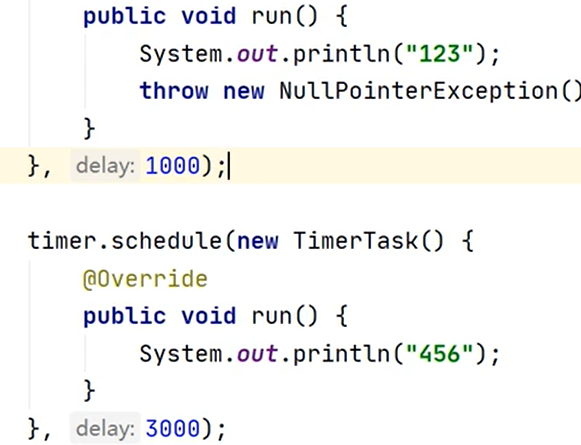 public void run() {
System.out.println("123");
throw new NullPointerException()
}
}, delay: 1000);
timer.schedule(new TimerTask() {
@Override
public void run() {
System.out.println("456");
}
}, delay: 3000);